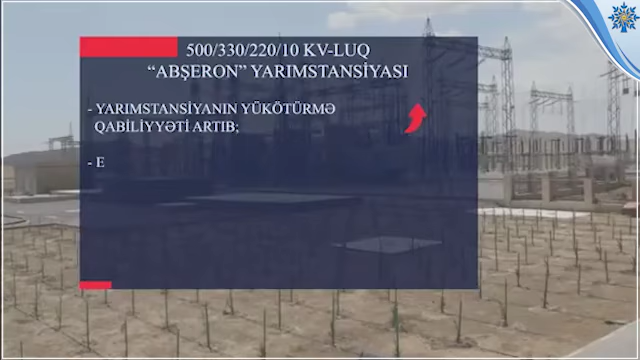 500/330/220/10 KV-LUQ
“ABŞERON” YARIMSTANSİYASI
- YARIMSTANSİYANIN YÜKÖTÜRMƏ
QABİLİYYƏTİ ARTIB;
- E